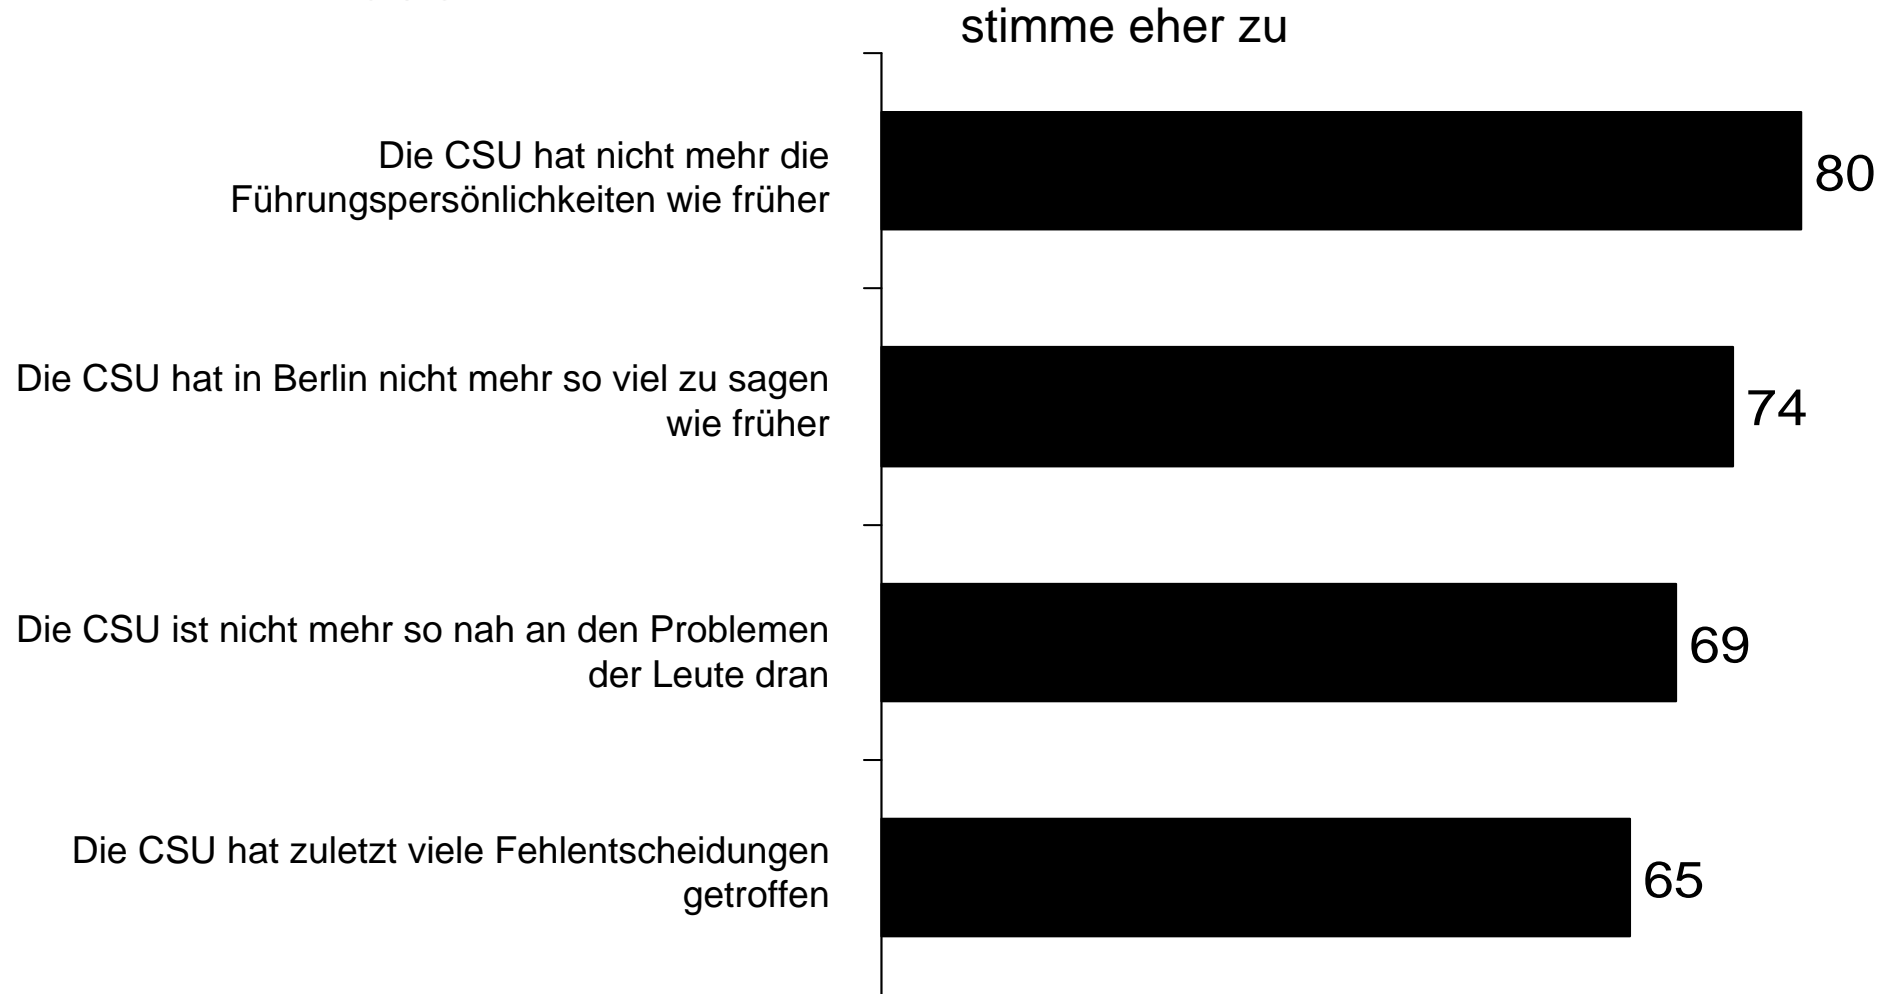 stimme eher zu
Die CSU hat nicht mehr die
Führungspersönlichkeiten wie früher
80
Die CSU hat in Berlin nicht mehr so viel zu sagen
wie früher
74
Die CSU ist nicht mehr so nah an den Problemen
der Leute dran
69
Die CSU hat zuletzt viele Fehlentscheidungen
getroffen
65